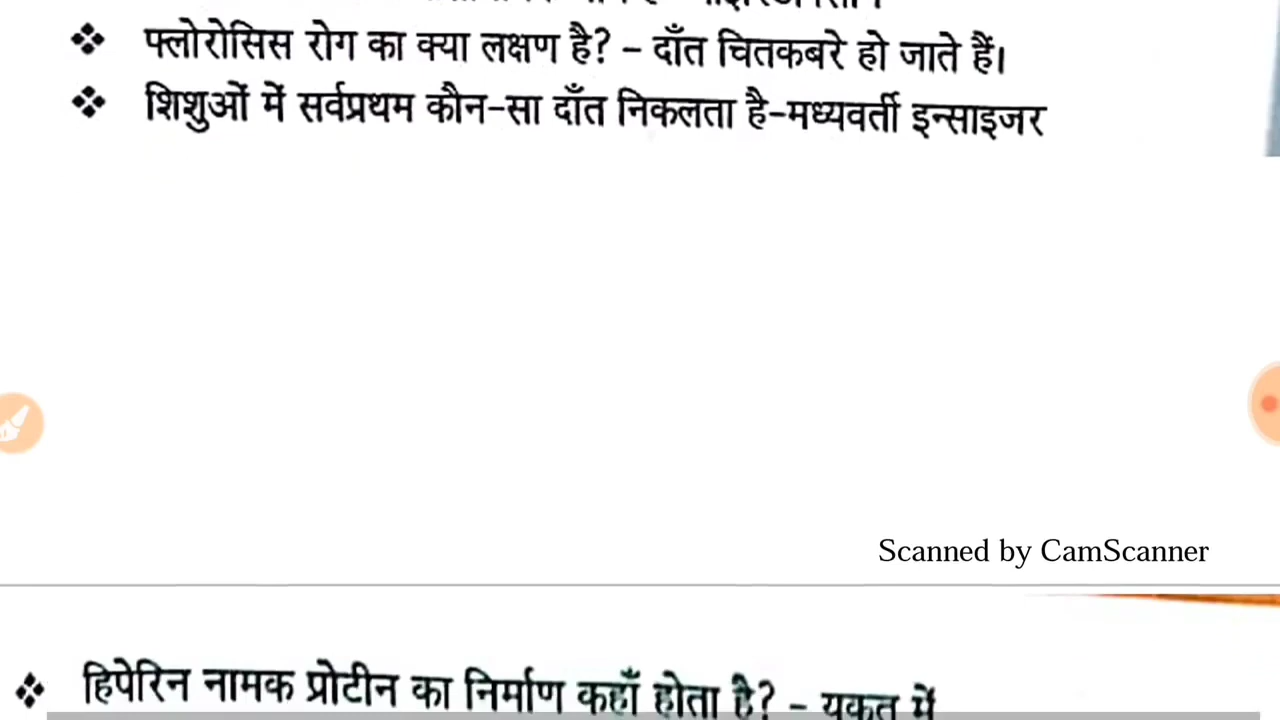 ❖ फ्लोरोसिस रोग का क्या लक्षण है? – दाँत चितकबरे हो जाते हैं।
❖ शिशुओं में सर्वप्रथम कौन-सा दाँत निकलता है-मध्यवर्ती इन्साइजर
Scanned by CamScanner
❖ हिपेरिन नामक प्रोटीन का निर्माण कहाँ होता है? – यकृत में